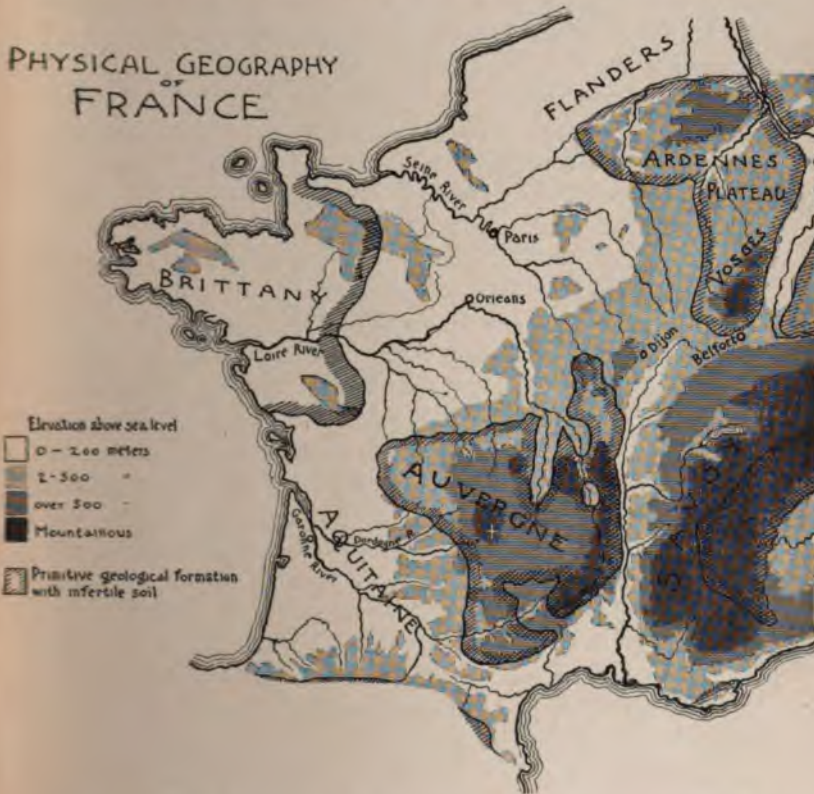 PHYSICAL GEOGRAPHY
OF
FRANCE
FLANDERS
ARDENNES
PLATEAU
VOSGES
Seine River
Paris
BRITTANY
Orleans
Loire River
Dijon
Belfort
AUVERGNE
AQUITAINE
Dordogne R.
Garonne River
Elevation above sea level
0-200 meters
2-500 "
over 500 "
Mountainous
Primitive geological formation
with infertile soil